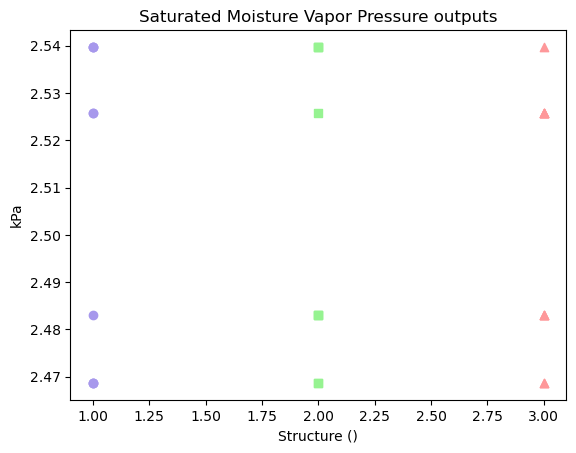 Saturated Moisture Vapor Pressure outputs
2.54
2.53
2.52
2.51
2.50
2.49
2.48
2.47
kPa
1.00 1.25 1.50 1.75 2.00 2.25 2.50 2.75 3.00
Structure ()